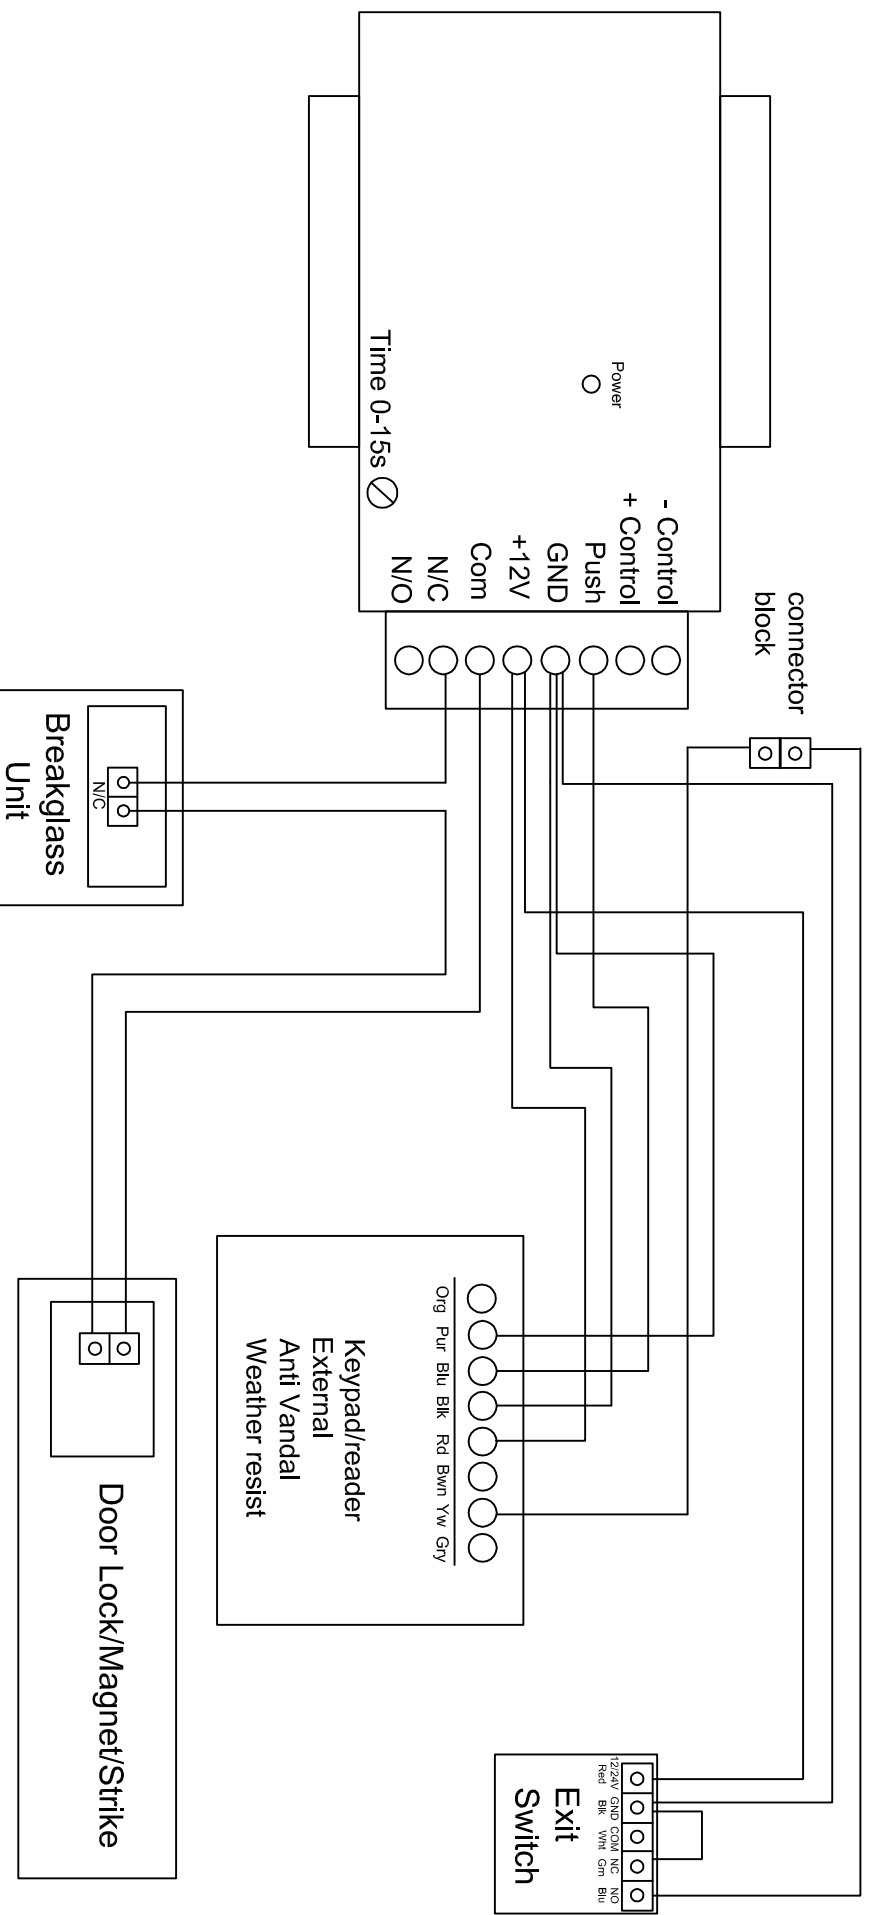 connector
block
Power
Time 0-15s
- Control
+ Control
Push
GND
+12V
Com
N/C
N/O
N/C
Breakglass
Unit
Org Pur Blu Blk Rd Bwn Yw Gry
Keypad/reader
External
Anti Vandal
Weather resist
Door Lock/Magnet/Strike
12/24V GND COM NC NO
Red Blk Wht Grn Blu
Exit
Switch